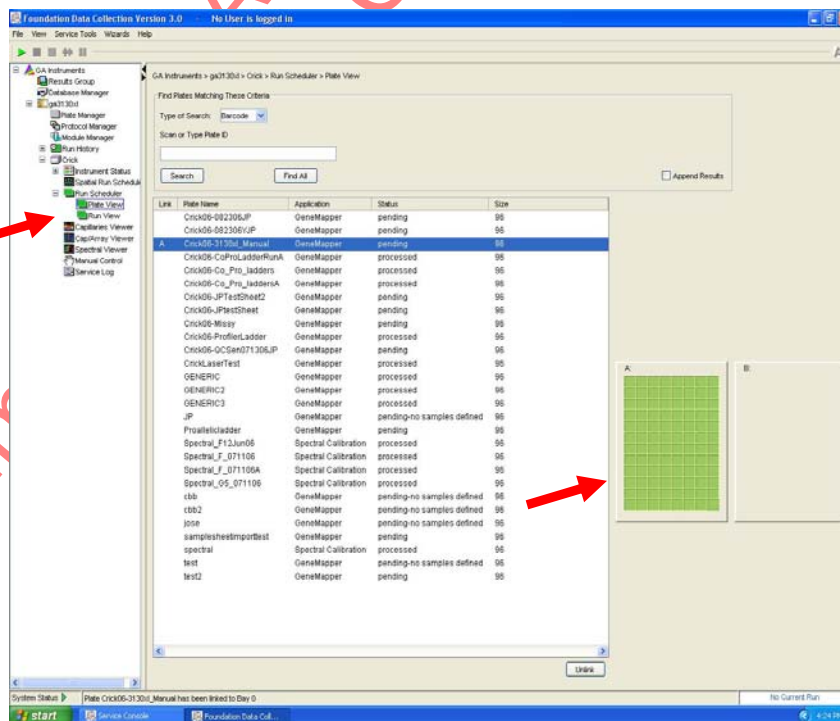 Foundation Data Collection Version 3.0 - No User is logged in
File View Service Tools Wizards Help
GA Instruments
Results Group
Database Manager
ga3130xl
Plate Manager
Protocol Manager
Module Manager
Run History
Crick
Instrument Status
Spatial Run Schedul
Run Scheduler
Plate View
Run View
Capillaries Viewer
Cap/Array Viewer
Spectral Viewer
Manual Control
Service Log
GA Instruments > ga3130xl > Crick > Run Scheduler > Plate View
Find Plates Matching These Criteria
Type of Search: Barcode
Scan or Type Plate ID
Search Find All Append Results
Link Plate Name Application Status Size
Crick06-082306JP GeneMapper pending 96
Crick06-082306YJP GeneMapper pending 96
A Crick06-3130xl_Manual GeneMapper pending 96
Crick06-CoProLadderRunA GeneMapper processed 96
Crick06-Co_Pro_ladders GeneMapper processed 96
Crick06-Co_Pro_laddersA GeneMapper processed 96
Crick06-JPTestSheet2 GeneMapper pending 96
Crick06-JPtestSheet GeneMapper pending 96
Crick06-Missy GeneMapper pending 96
Crick06-ProfilerLadder GeneMapper processed 96
Crick06-QCSen071306JP GeneMapper pending 96
CrickLaserTest GeneMapper processed 96
GENERIC GeneMapper processed 96
GENERIC2 GeneMapper processed 96
GENERIC3 GeneMapper processed 96
JP GeneMapper pending-no samples defined 96
Proallelicladder GeneMapper pending 96
Spectral_F12Jun06 Spectral Calibration processed 96
Spectral_F_071106 Spectral Calibration processed 96
Spectral_F_071106A Spectral Calibration processed 96
Spectral_G5_071106 Spectral Calibration processed 96
cbb GeneMapper pending-no samples defined 96
cbb2 GeneMapper pending-no samples defined 96
jose GeneMapper pending-no samples defined 96
samplesheetimporttest GeneMapper pending 96
spectral Spectral Calibration processed 96
test GeneMapper pending-no samples defined 96
test2 GeneMapper pending 96
A: B:
Unlink
System Status Plate Crick06-3130xl_Manual has been linked to Bay 0 No Current Run
start Service Console Foundation Data Coll...